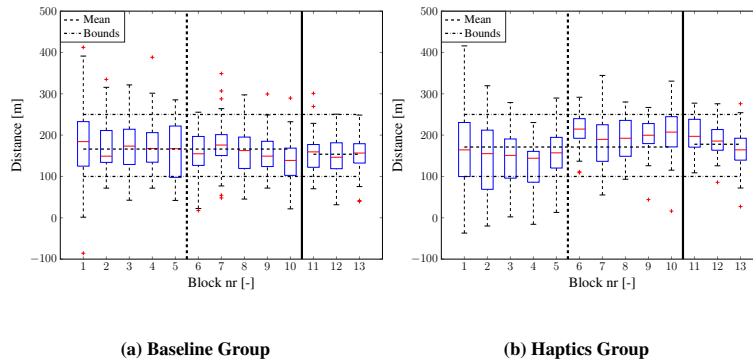 Mean
Bounds
500
400
300
200
100
0
−100
Distance [m]
1 2 3 4 5 6 7 8 9 10 11 12 13
Block nr [-]
(a) Baseline Group
Mean
Bounds
500
400
300
200
100
0
−100
Distance [m]
1 2 3 4 5 6 7 8 9 10 11 12 13
Block nr [-]
(b) Haptics Group